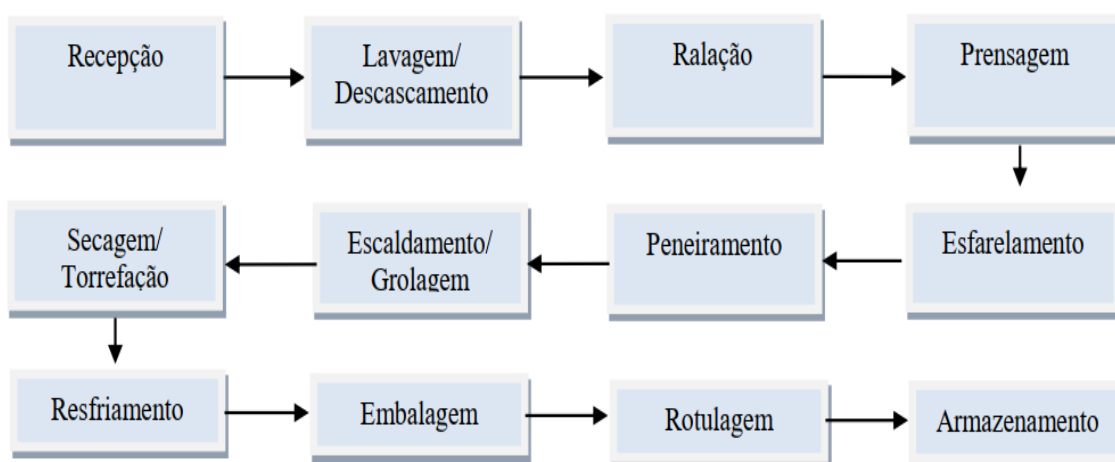 Recepção
Lavagem/
Descascamento
Ralação
Prensagem
Esfarelamento
Peneiramento
Escaldamento/
Grolagem
Secagem/
Torrefação
Resfriamento
Embalagem
Rotulagem
Armazenamento